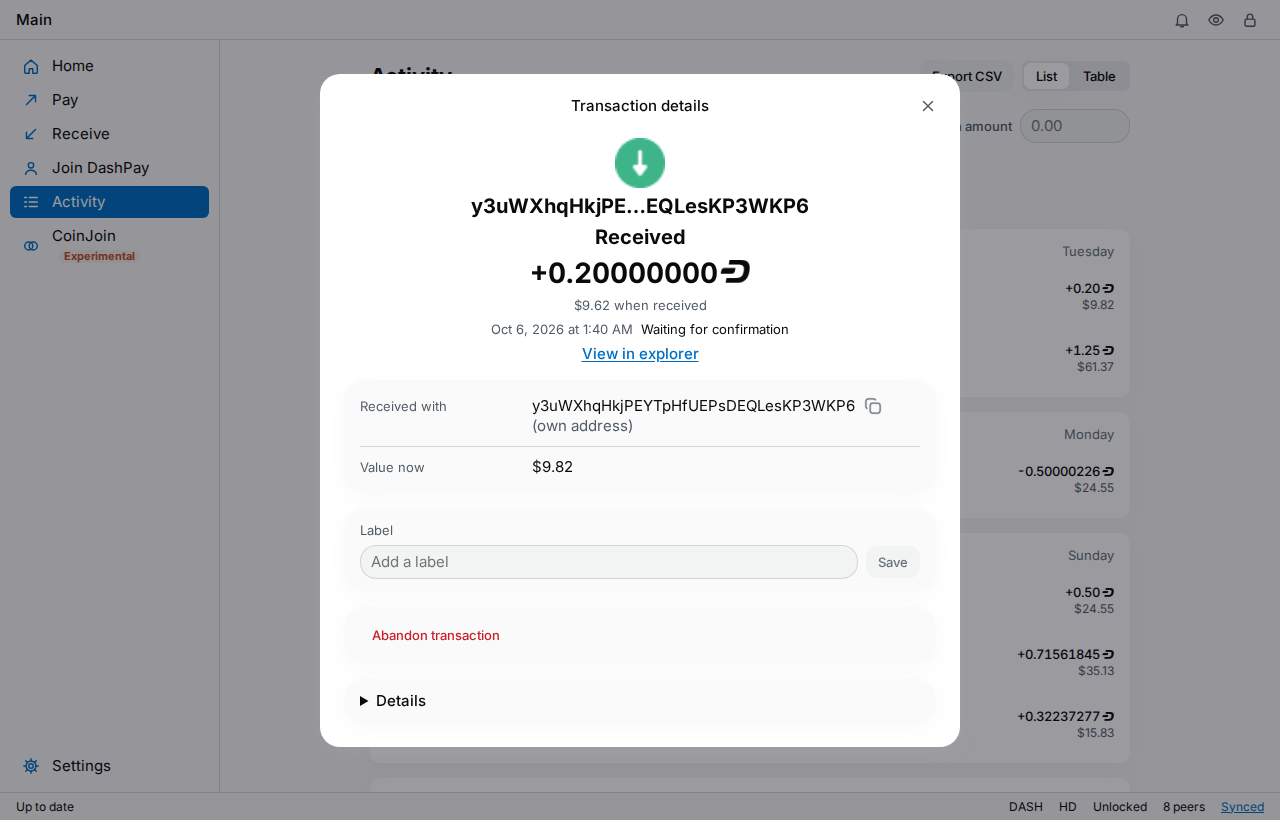 Main
Home
Pay
Receive
Join DashPay
Activity
CoinJoin
Experimental
Settings
Activity
Export CSV
List
Table
amount
0.00
Tuesday
+0.20
$9.82
+1.25
$61.37
Monday
-0.50000226
$24.55
Sunday
+0.50
$24.55
+0.71561845
$35.13
+0.32237277
$15.83
Transaction details
y3uWXhqHkjPE...EQLesKP3WKP6
Received
+0.20000000
$9.62 when received
Oct 6, 2026 at 1:40 AM Waiting for confirmation
View in explorer
Received with
y3uWXhqHkjPEYTpHfUEPsDEQLesKP3WKP6
(own address)
Value now
$9.82
Label
Add a label
Save
Abandon transaction
Details
Up to date
DASH
HD
Unlocked
8 peers
Synced